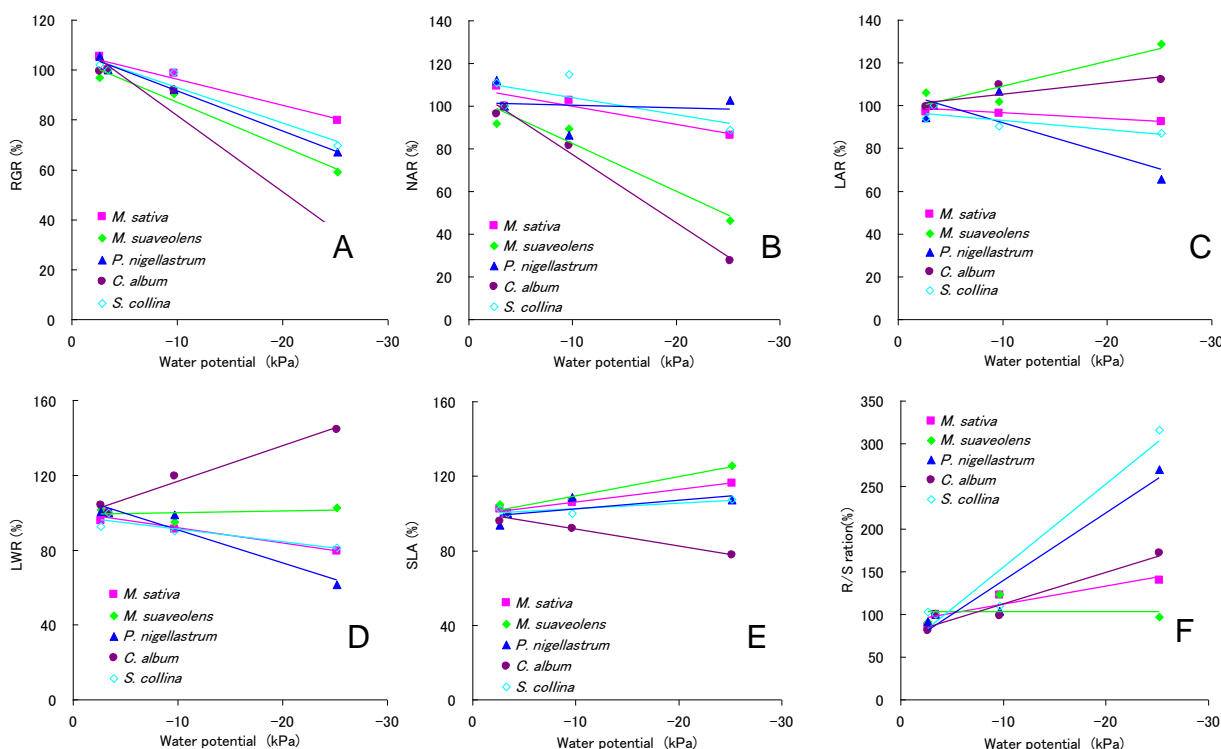 120
100
80
60
40
20
0
RGR (%)
M. sativa
M. suaveolens
P. nigellastrum
C. album
S. collina
A
0 −10 −20 −30
Water potential (kPa)
140
120
100
80
60
40
20
0
NAR (%)
M. sativa
M. suaveolens
P. nigellastrum
C. album
S. collina
B
0 −10 −20 −30
Water potential (kPa)
140
120
100
80
60
40
20
0
LAR (%)
M. sativa
M. suaveolens
P. nigellastrum
C. album
S. collina
C
0 −10 −20 −30
Water potential (kPa)
160
120
80
40
0
LWR (%)
M. sativa
M. suaveolens
P. nigellastrum
C. album
S. collina
D
0 −10 −20 −30
Water potential (kPa)
160
120
80
40
0
SLA (%)
M. sativa
M. suaveolens
P. nigellastrum
C. album
S. collina
E
0 −10 −20 −30
Water potential (kPa)
350
300
250
200
150
100
50
0
R/S ration(%)
M. sativa
M. suaveolens
P. nigellastrum
C. album
S. collina
F
0 −10 −20 −30
Water potential (kPa)